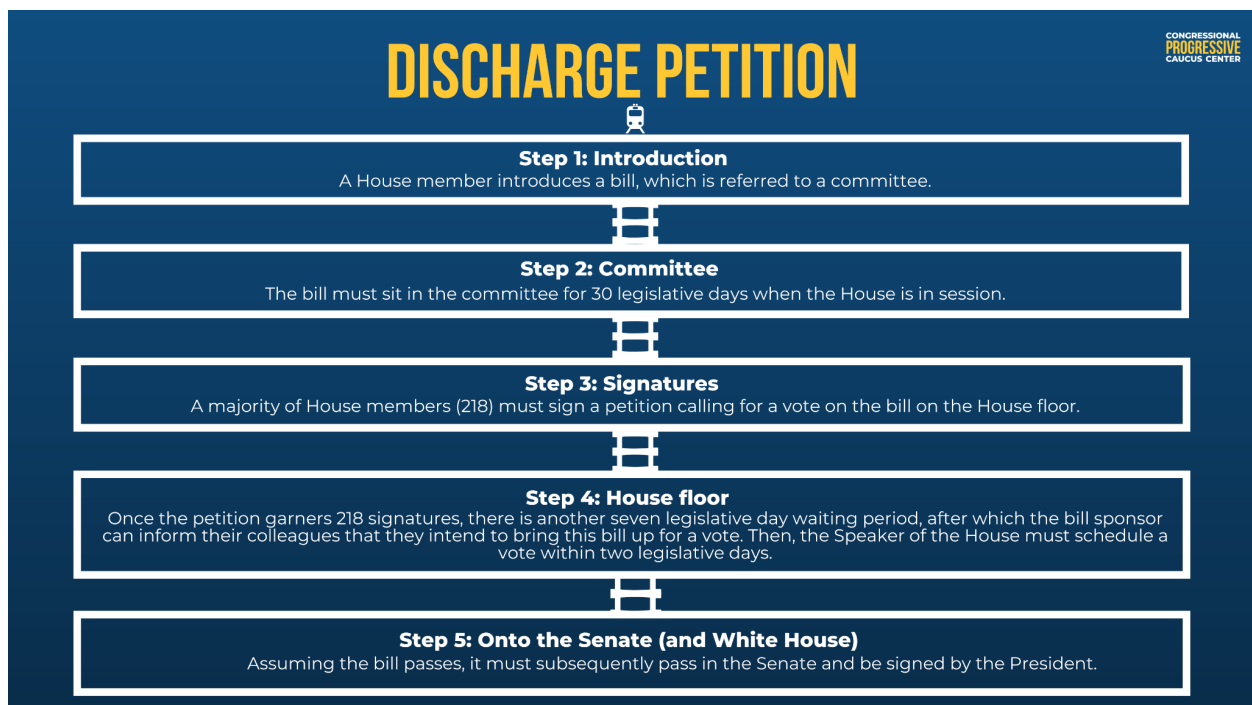 DISCHARGE PETITION
CONGRESSIONAL
PROGRESSIVE
CAUCUS CENTER
Step 1: Introduction
A House member introduces a bill, which is referred to a committee.
Step 2: Committee
The bill must sit in the committee for 30 legislative days when the House is in session.
Step 3: Signatures
A majority of House members (218) must sign a petition calling for a vote on the bill on the House floor.
Step 4: House floor
Once the petition garners 218 signatures, there is another seven legislative day waiting period, after which the bill sponsor
can inform their colleagues that they intend to bring this bill up for a vote. Then, the Speaker of the House must schedule a
vote within two legislative days.
Step 5: Onto the Senate (and White House)
Assuming the bill passes, it must subsequently pass in the Senate and be signed by the President.